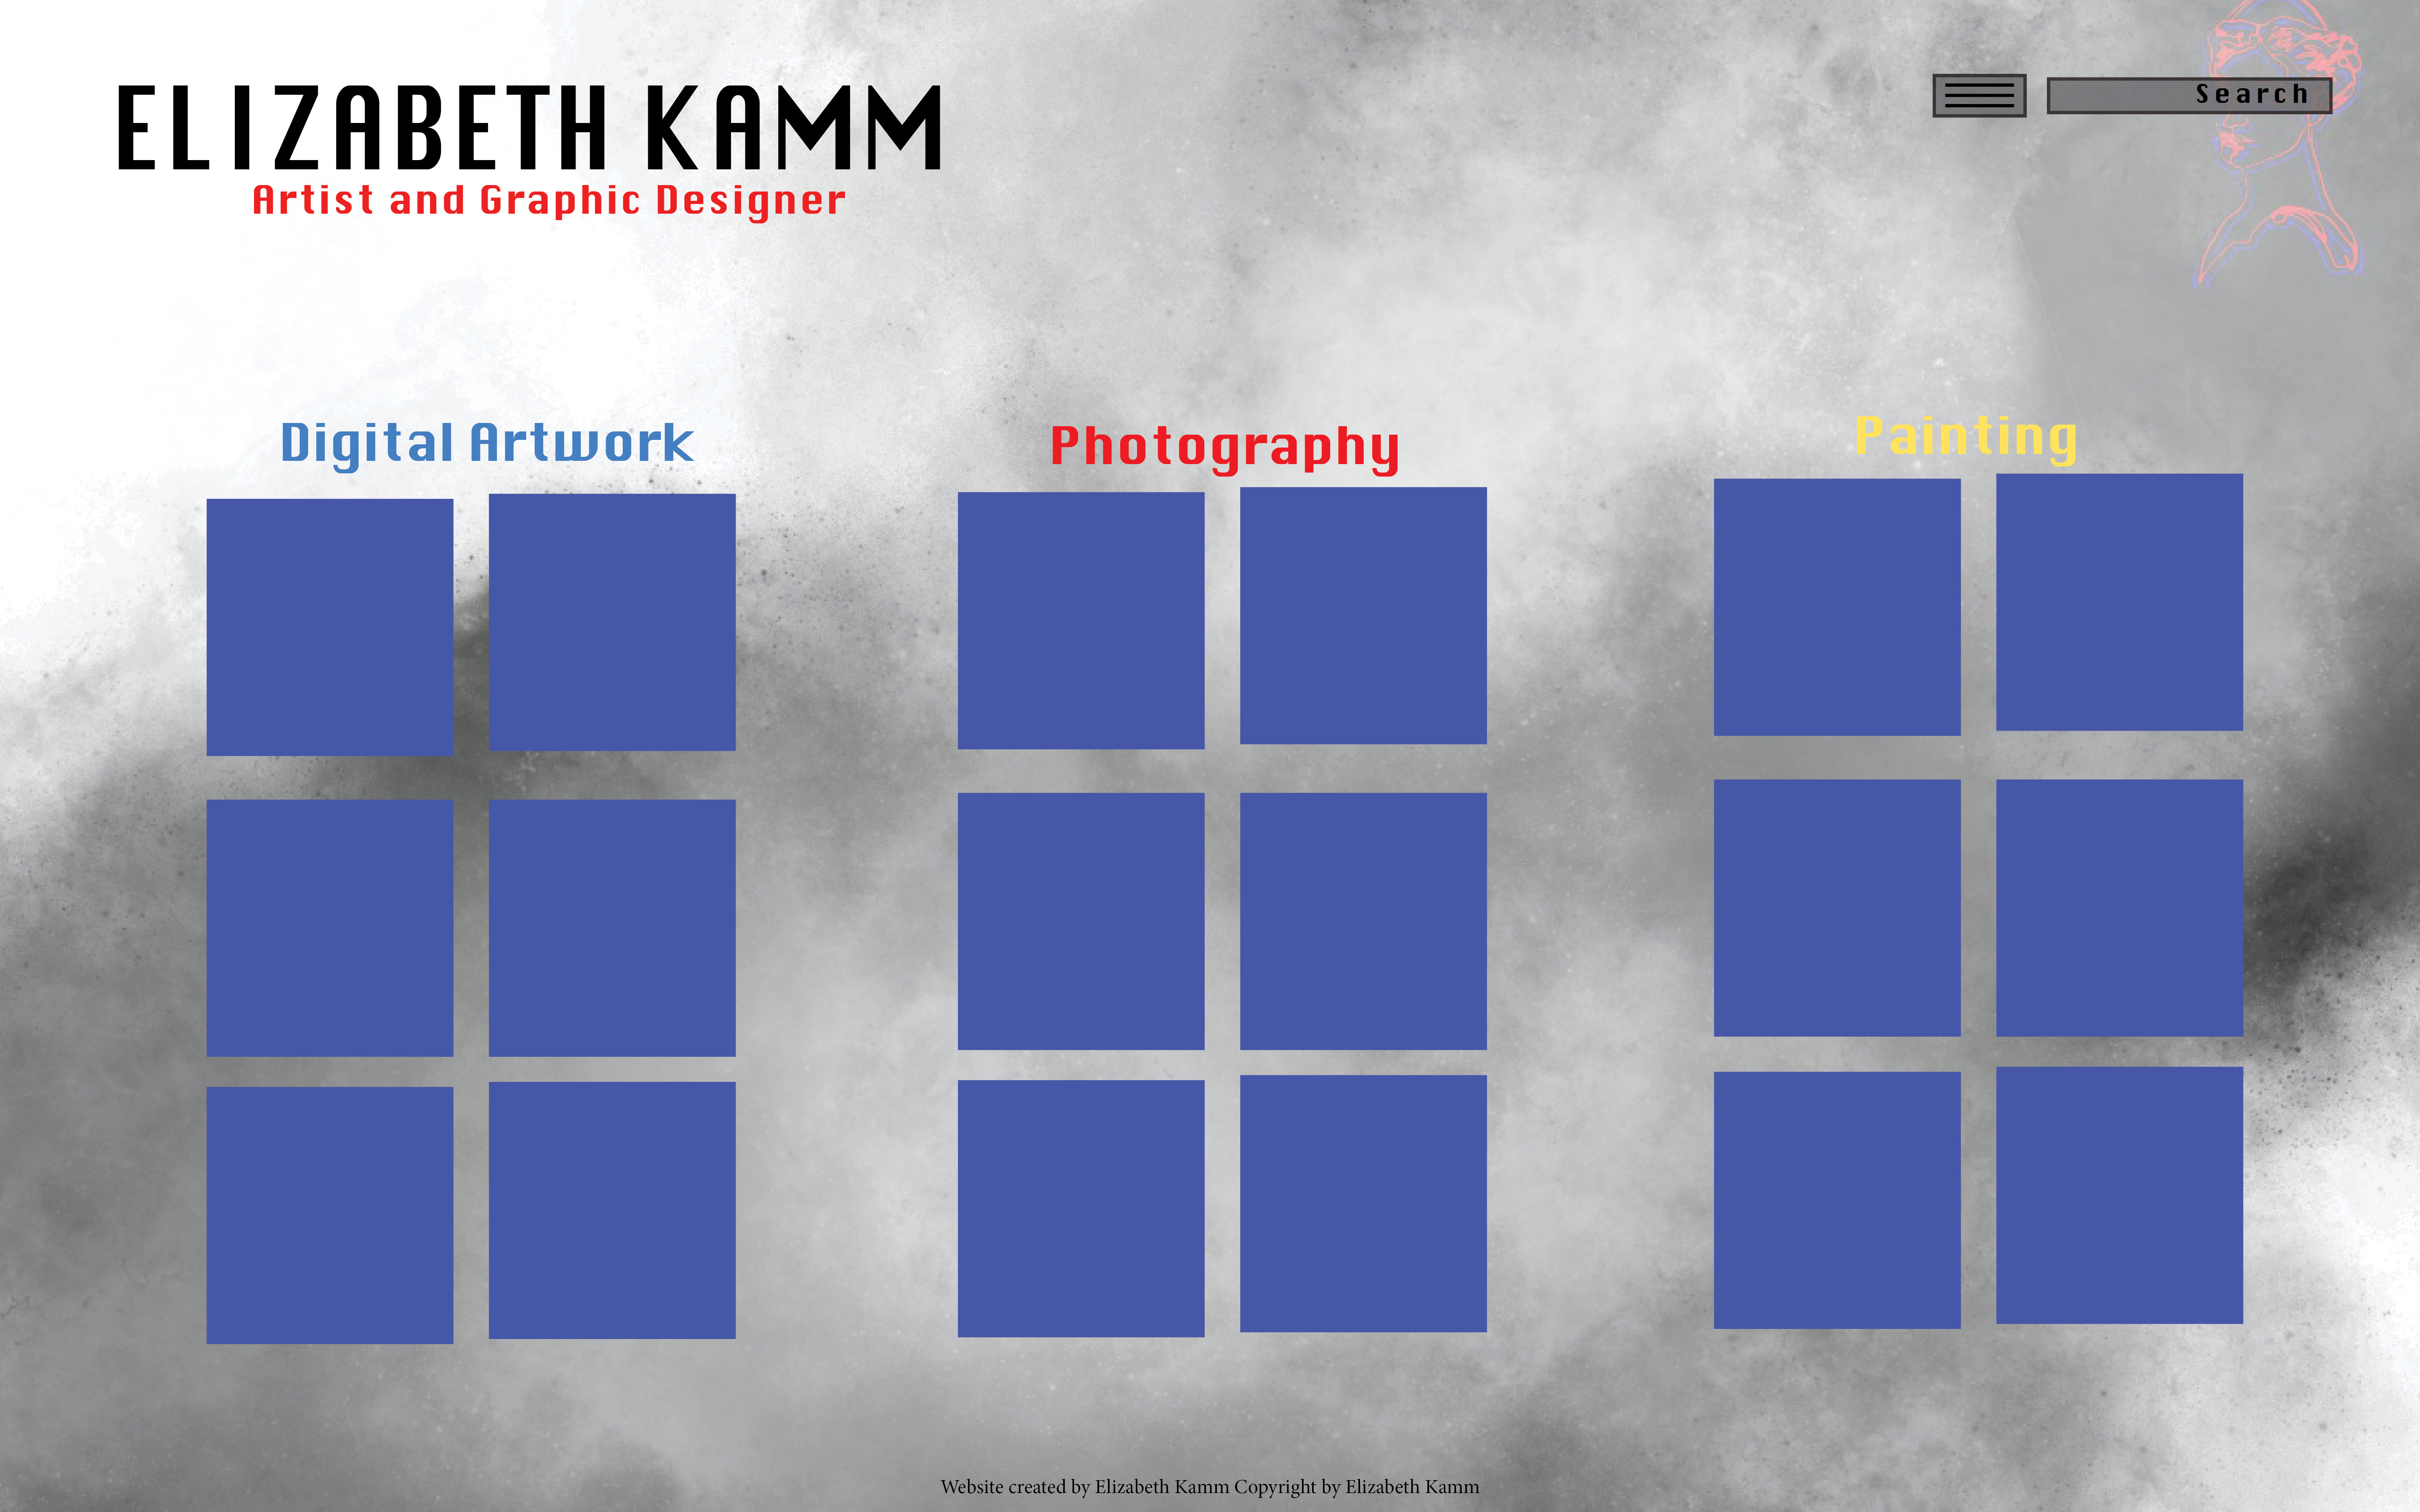 ELIZABETH KAMM
Artist and Graphic Designer
Search
Digital Artwork
Photography
Painting
Website created by Elizabeth Kamm Copyright by Elizabeth Kamm